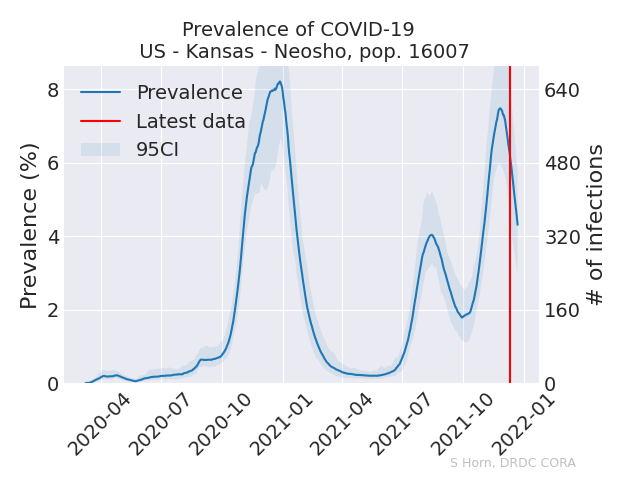 Prevalence of COVID-19
US - Kansas - Neosho, pop. 16007
Prevalence
Latest data
95CI
Prevalence (%)
8
6
4
2
0
640
480
320
160
0
# of infections
2020-04
2020-07
2020-10
2021-01
2021-04
2021-07
2021-10
2022-01
S Horn, DRDC CORA